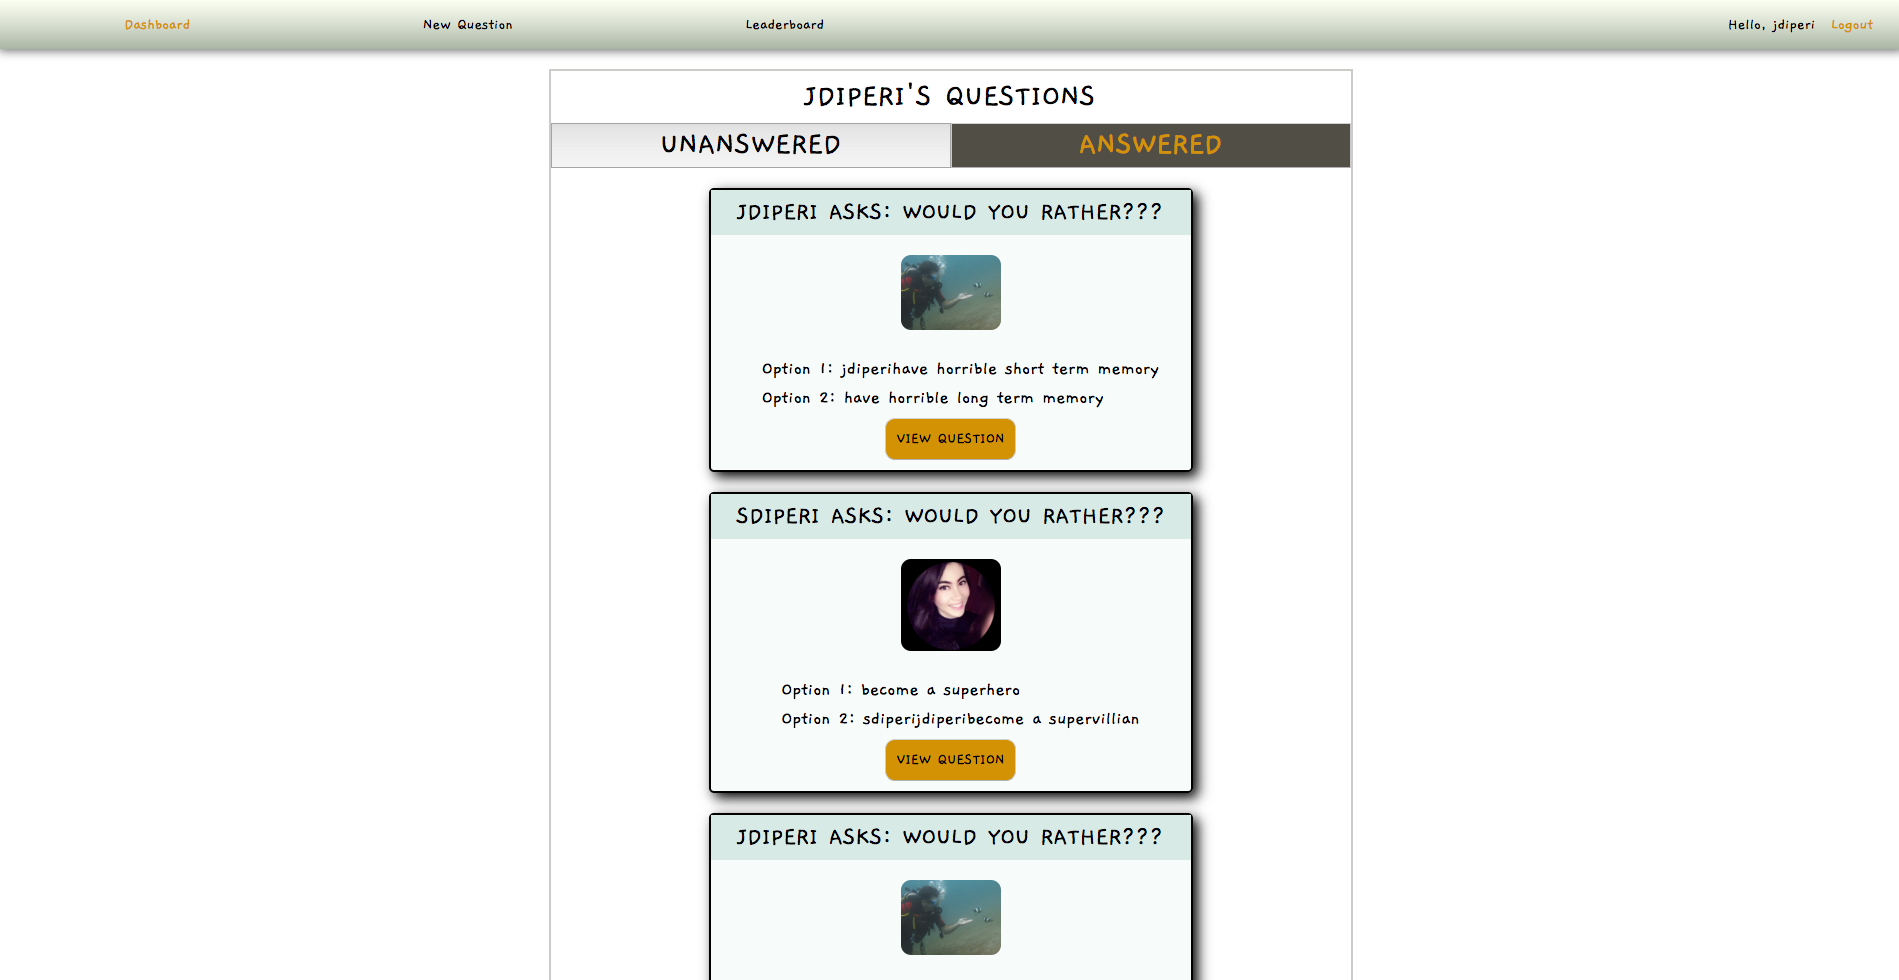 Dashboard New Question Leaderboard Hello, jdiperi Logout
JDIPERI'S QUESTIONS
UNANSWERED ANSWERED
JDIPERI ASKS: WOULD YOU RATHER???
Option 1: jdiperihave horrible short term memory
Option 2: have horrible long term memory
VIEW QUESTION
SDIPERI ASKS: WOULD YOU RATHER???
Option 1: become a superhero
Option 2: sdiperijdiperibecome a supervillian
VIEW QUESTION
JDIPERI ASKS: WOULD YOU RATHER???